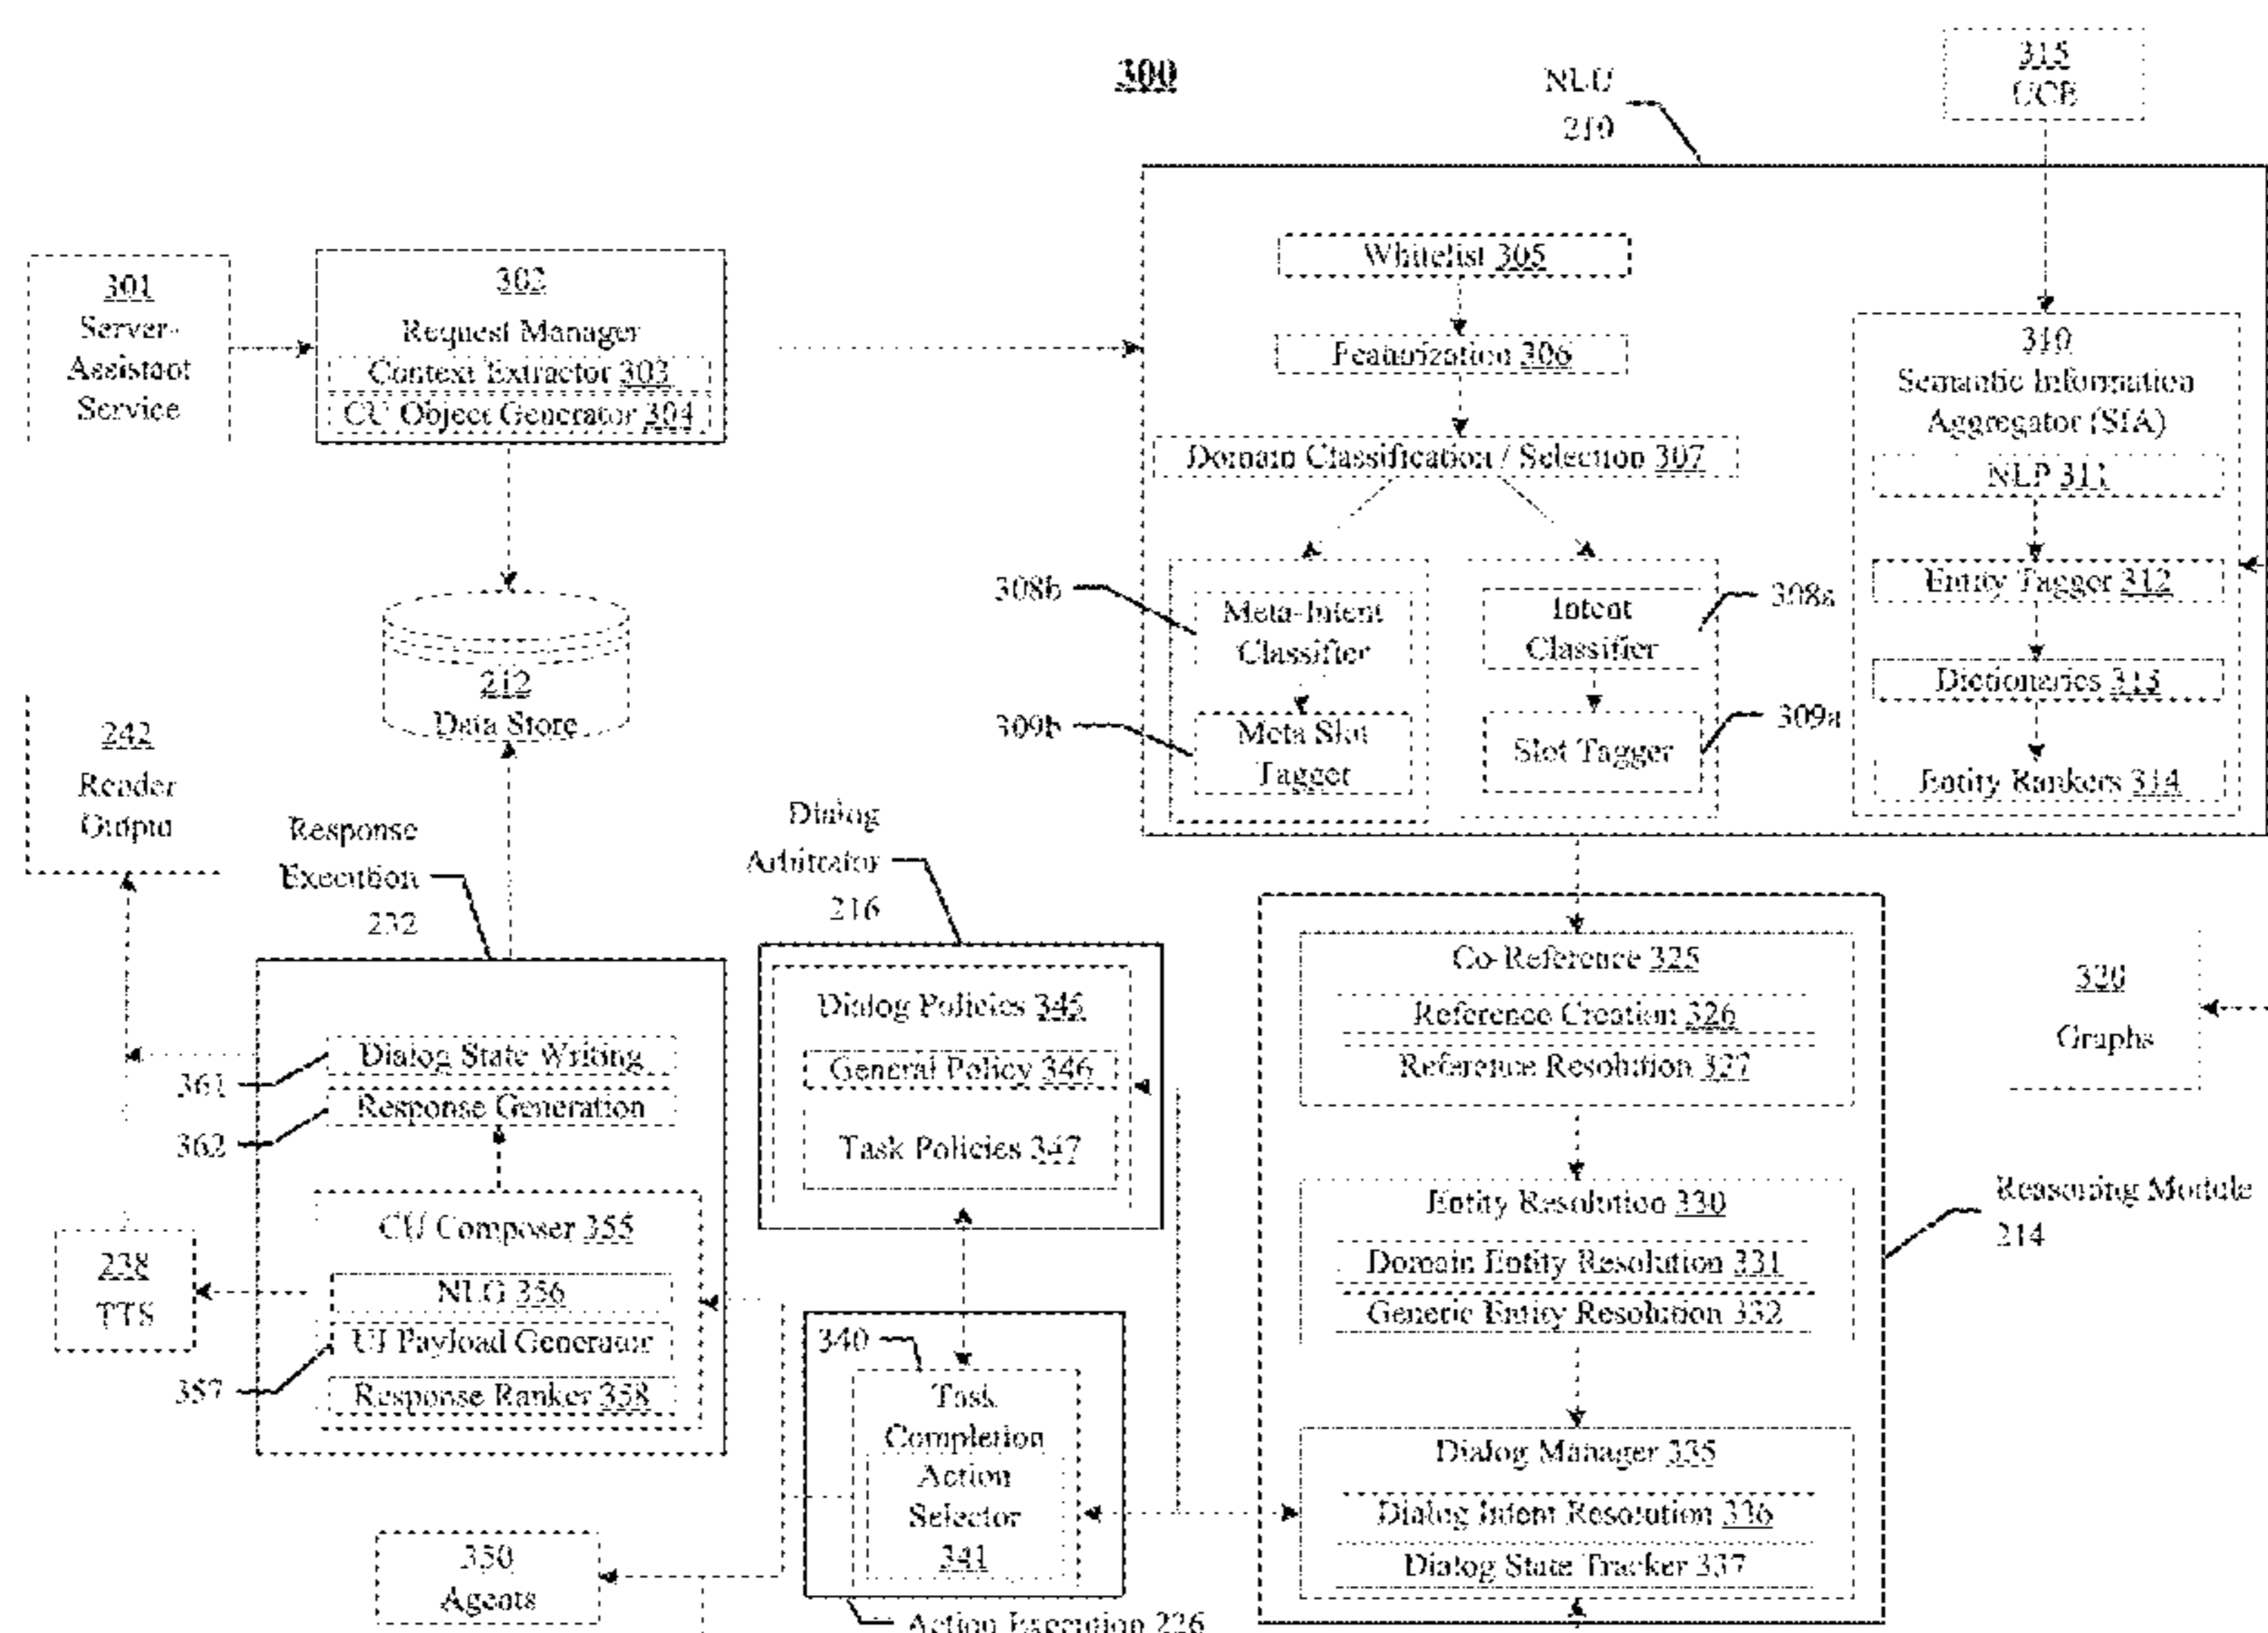 300
NLU
210
315
UCE
301
Server-
Assistant
Service
302
Request Manager
Context Extractor 303
CU Object Generator 304
Whitelist 305
Featurization 306
Domain Classification / Selection 307
308b
Meta-Intent
Classifier
309b
Meta Slot
Tagger
Intent
Classifier
308a
Slot Tagger
309a
310
Semantic Information
Aggregator (SIA)
NLP 311
Entity Tagger 312
Dictionaries 313
Entity Rankers 314
212
Data Store
242
Render
Output
Response
Execution
232
361
Dialog State Writing
362
Response Generation
CU Composer 355
NLG 356
UI Payload Generator
357
Response Ranker 358
238
TTS
Dialog
Arbitrator
216
Dialog Policies 345
General Policy 346
Task Policies 347
340
Task
Completion
Action
Selector
341
Action Execution 226
350
Agents
Co-Reference 325
Reference Creation 326
Reference Resolution 327
Entity Resolution 330
Domain Entity Resolution 331
Generic Entity Resolution 332
Dialog Manager 335
Dialog Intent Resolution 336
Dialog State Tracker 337
320
Graphs
Reasoning Module
214